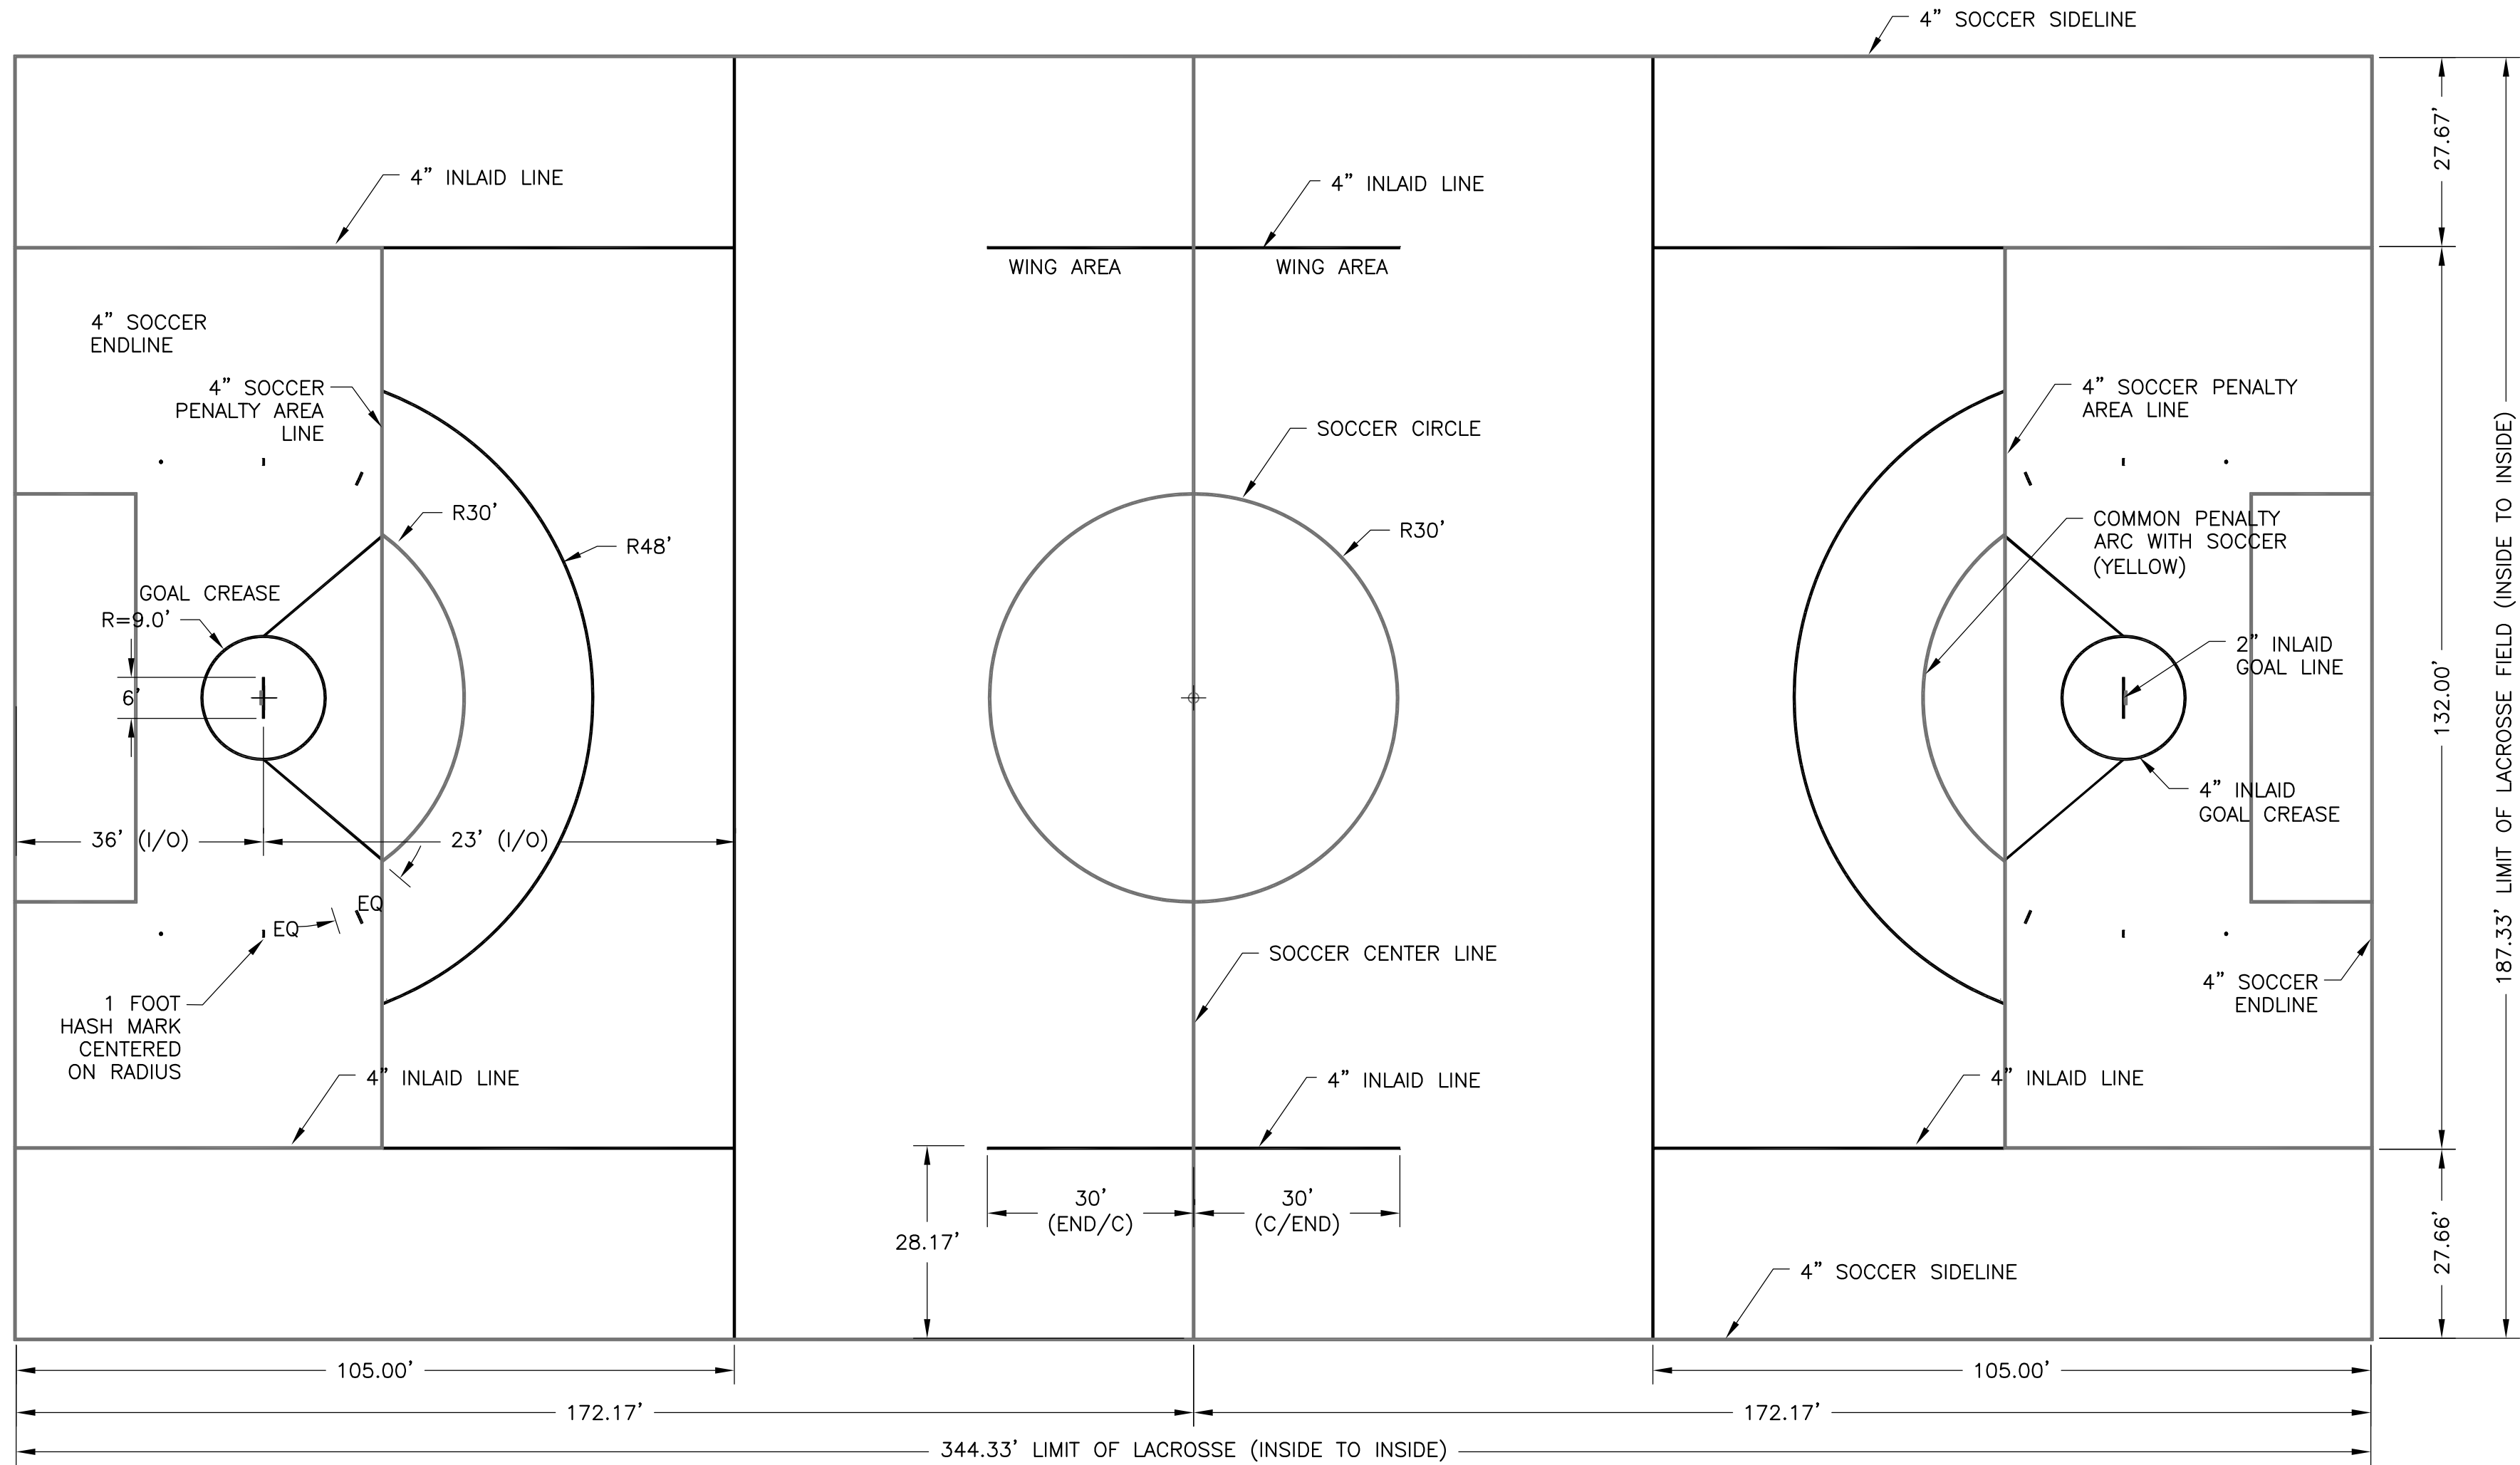 4” SOCCER SIDELINE
4” INLAID LINE
4” INLAID LINE
27.67'
WING AREA
WING AREA
4” SOCCER
ENDLINE
4” SOCCER
PENALTY AREA
LINE
4” SOCCER PENALTY
AREA LINE
SOCCER CIRCLE
R30'
R48'
R30'
COMMON PENALTY
ARC WITH SOCCER
(YELLOW)
GOAL CREASE
R=9.0'
6'
2” INLAID
GOAL LINE
132.00'
187.33' LIMIT OF LACROSSE FIELD (INSIDE TO INSIDE)
4” INLAID
GOAL CREASE
36' (I/O)
23' (I/O)
EQ
EQ
SOCCER CENTER LINE
4” SOCCER
ENDLINE
1 FOOT
HASH MARK
CENTERED
ON RADIUS
4” INLAID LINE
4” INLAID LINE
4” INLAID LINE
30'
(END/C)
30'
(C/END)
28.17'
27.66'
4” SOCCER SIDELINE
105.00'
105.00'
172.17'
172.17'
344.33' LIMIT OF LACROSSE (INSIDE TO INSIDE)